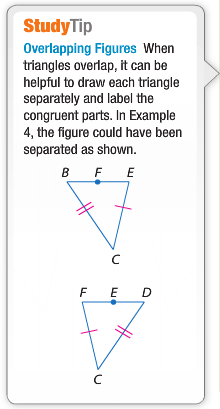 StudyTip
Overlapping Figures When
triangles overlap, it can be
helpful to draw each triangle
separately and label the
congruent parts. In Example
4, the figure could have been
separated as shown.
B F E
C
F E D
C